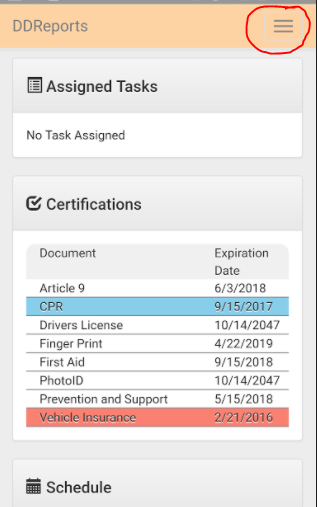 DDReports
Assigned Tasks
No Task Assigned
Certifications
Document Expiration Date
Article 9 6/3/2018
CPR 9/15/2017
Drivers License 10/14/2047
Finger Print 4/22/2019
First Aid 9/15/2018
PhotoID 10/14/2047
Prevention and Support 5/15/2018
Vehicle Insurance 2/21/2016
Schedule